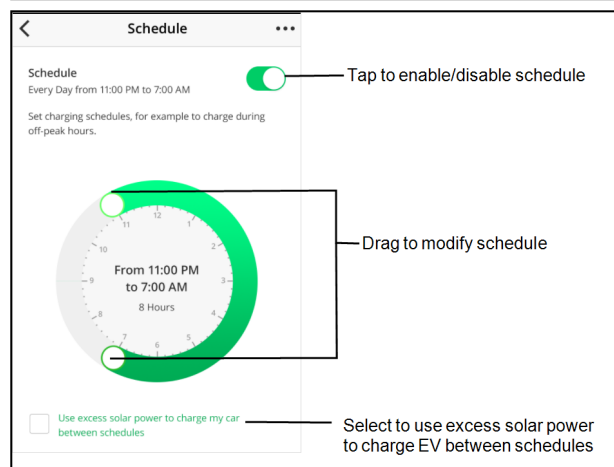 Schedule
Schedule
Every Day from 11:00 PM to 7:00 AM
Tap to enable/disable schedule
Set charging schedules, for example to charge during
off-peak hours.
12
11
10
2
9
3
8
4
7
6
5
From 11:00 PM
to 7:00 AM
8 Hours
Drag to modify schedule
Use excess solar power to charge my car
between schedules
Select to use excess solar power
to charge EV between schedules